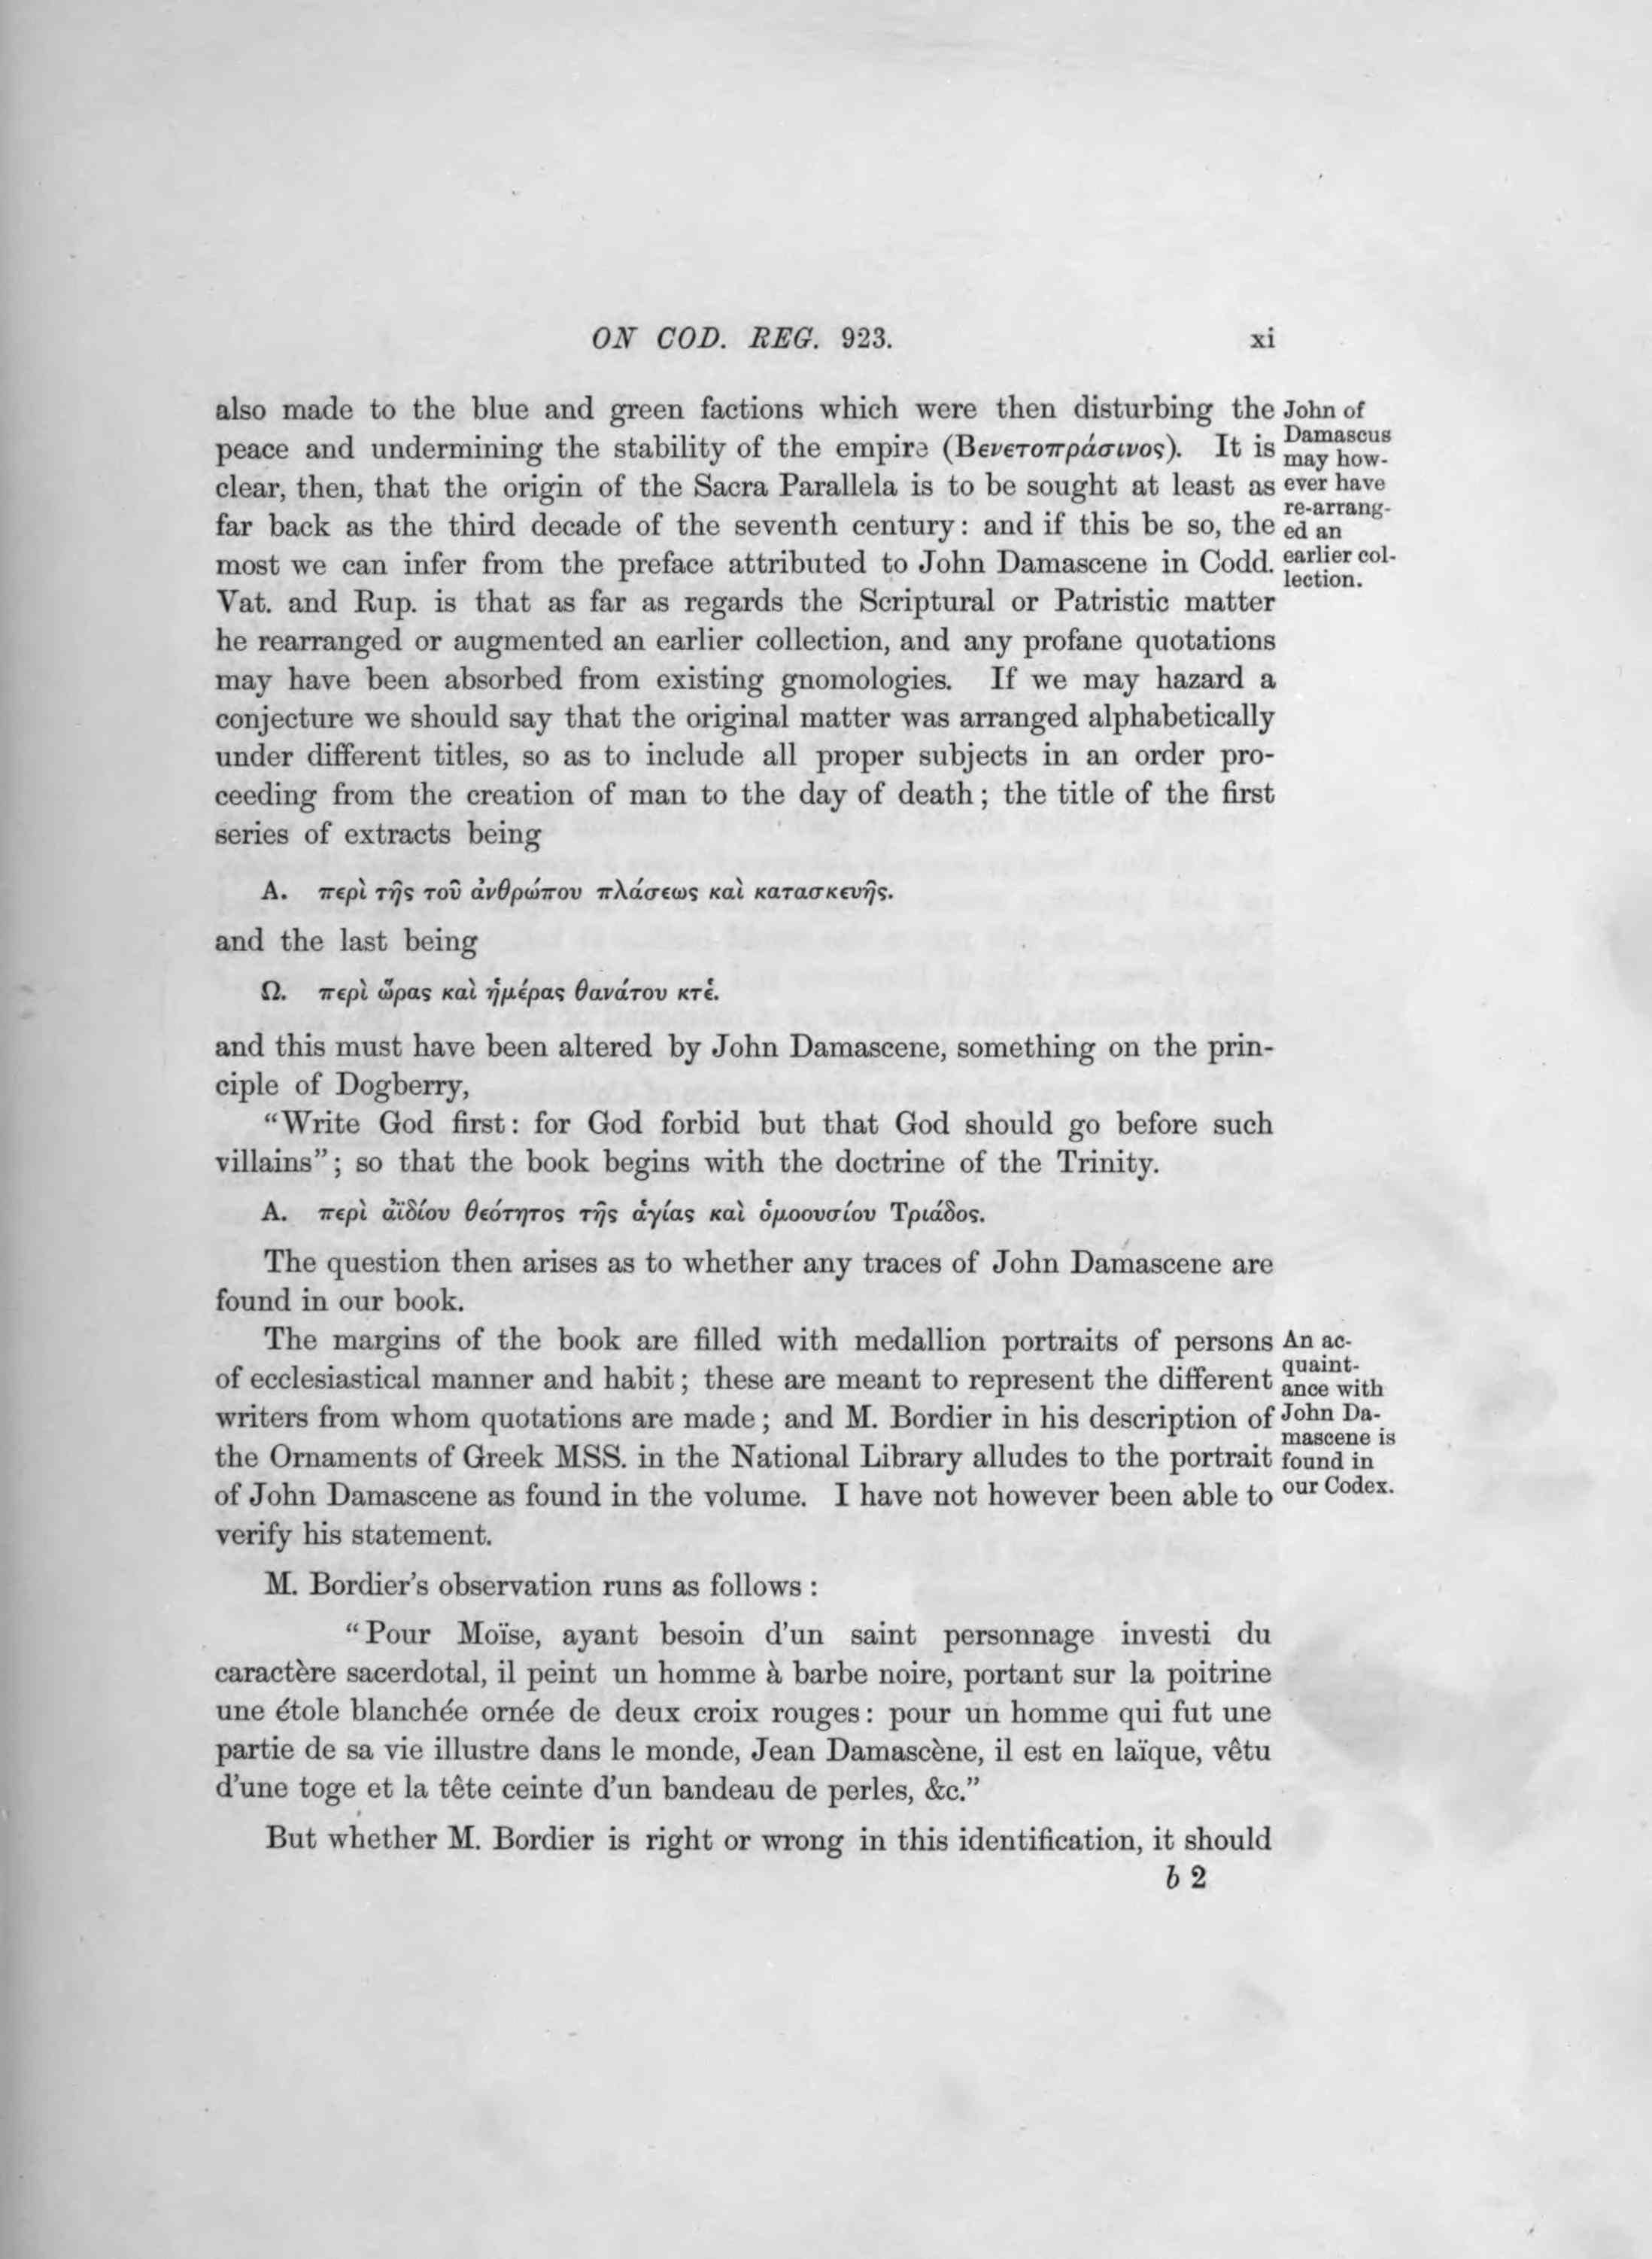 ON COD. REG. 923. xi
also made to the blue and green factions which were then disturbing the
peace and undermining the stability of the empire (Βενετοπράσινος). It is
clear, then, that the origin of the Sacra Parallela is to be sought at least as
far back as the third decade of the seventh century: and if this be so, the
most we can infer from the preface attributed to John Damascene in Codd.
Vat. and Rup. is that as far as regards the Scriptural or Patristic matter
he rearranged or augmented an earlier collection, and any profane quotations
may have been absorbed from existing gnomologies. If we may hazard a
conjecture we should say that the original matter was arranged alphabetically
under different titles, so as to include all proper subjects in an order pro-
ceeding from the creation of man to the day of death; the title of the first
series of extracts being
John of
Damascus
may how-
ever have
re-arrang-
ed an
earlier col-
lection.
Α. περὶ τῆς τοῦ ἀνθρώπου πλάσεως καὶ κατασκευῆς.
and the last being
Ω. περὶ ὥρας καὶ ἡμέρας θανάτου κτἑ.
and this must have been altered by John Damascene, something on the prin-
ciple of Dogberry,
“Write God first: for God forbid but that God should go before such
villains”; so that the book begins with the doctrine of the Trinity.
Α. περὶ ἀϊδίου θεότητος τῆς ἁγίας καὶ ὁμοουσίου Τριάδος.
The question then arises as to whether any traces of John Damascene are
found in our book.
The margins of the book are filled with medallion portraits of persons
of ecclesiastical manner and habit; these are meant to represent the different
writers from whom quotations are made; and M. Bordier in his description of
the Ornaments of Greek MSS. in the National Library alludes to the portrait
of John Damascene as found in the volume. I have not however been able to
verify his statement.
An ac-
quaint-
ance with
John Da-
mascene is
found in
our Codex.
M. Bordier’s observation runs as follows:
“Pour Moïse, ayant besoin d’un saint personnage investi du
caractère sacerdotal, il peint un homme à barbe noire, portant sur la poitrine
une étole blanchée ornée de deux croix rouges: pour un homme qui fut une
partie de sa vie illustre dans le monde, Jean Damascène, il est en laïque, vêtu
d’une toge et la tête ceinte d’un bandeau de perles, &c.”
But whether M. Bordier is right or wrong in this identification, it should
b 2